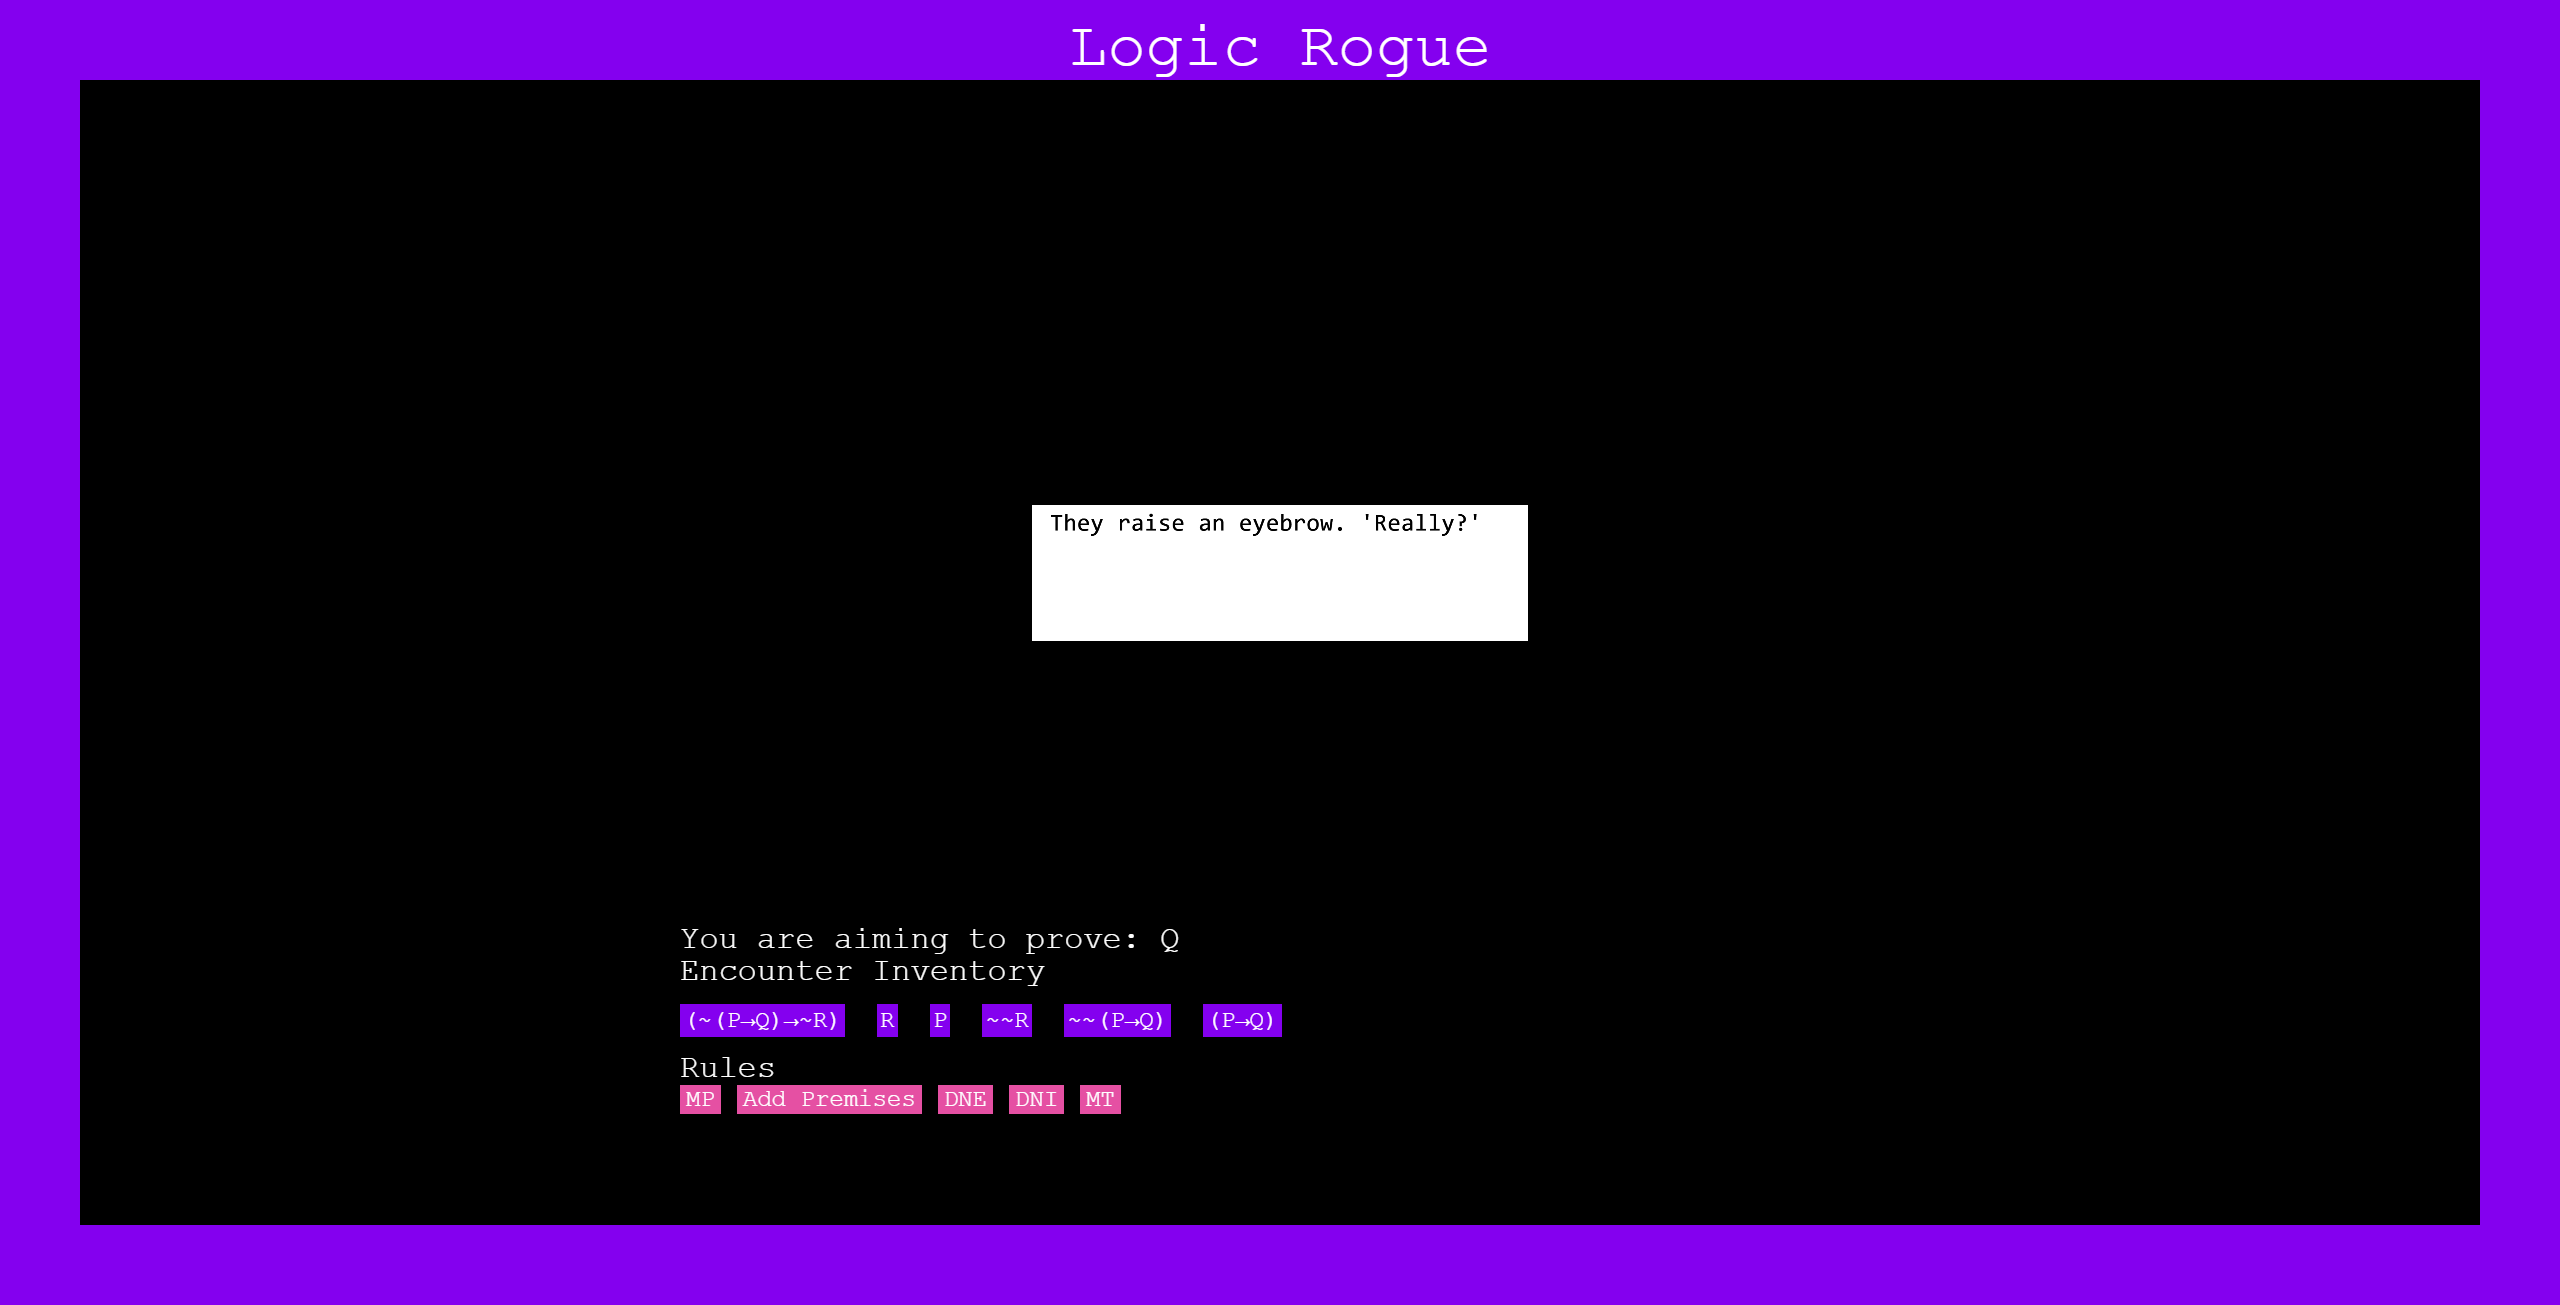 Logic Rogue
They raise an eyebrow. 'Really?'
You are aiming to prove: Q
Encounter Inventory
(~(P→Q)→~R) R P ~~R ~~(P→Q) (P→Q)
Rules
MP Add Premises DNE DNI MT